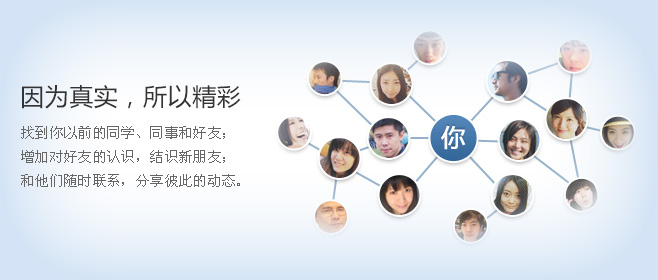 因为真实，所以精彩
找到你以前的同学、同事和好友；
增加对好友的认识，结识新朋友；
和他们随时联系，分享彼此的动态。
你